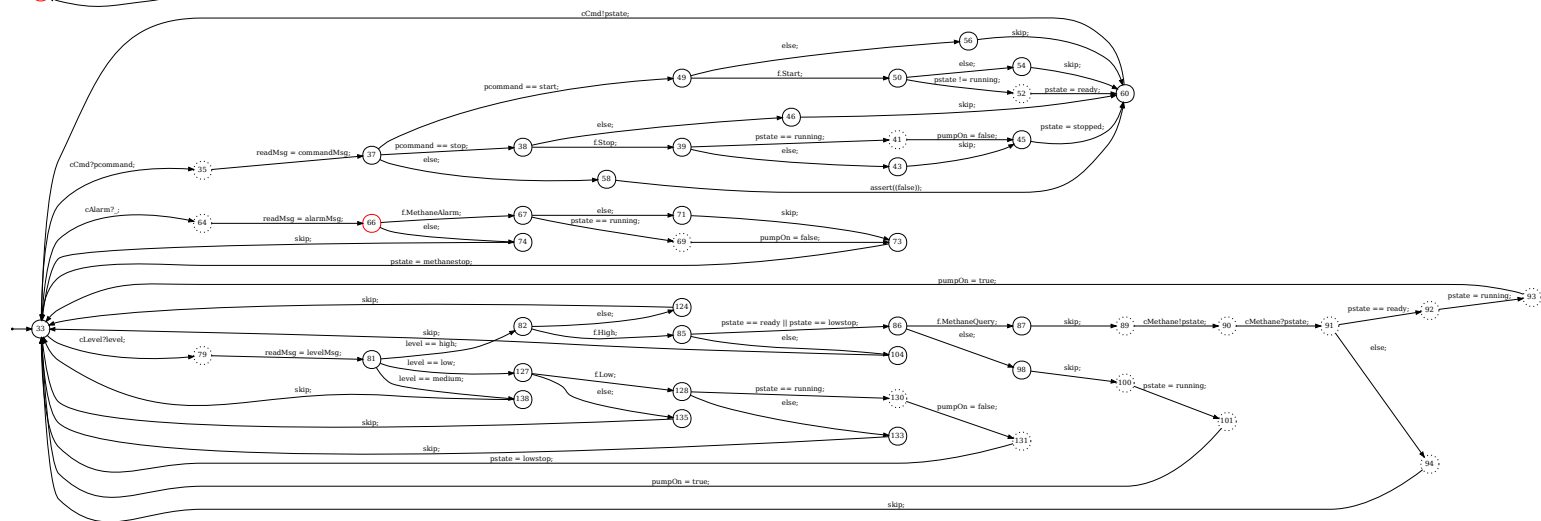 cCmd!pstate;
else;
56
skip;
54
else;
skip;
pcommand == start;
49
f.Start;
50
pstate != running;
52
pstate = ready;
60
46
skip;
else;
pstate = stopped;
cCmd?pcommand;
35
readMsg = commandMsg;
37
pcommand == stop;
38
f.Stop;
39
pstate == running;
41
pumpOn = false;
45
skip;
else;
43
else;
58
assert((false));
cAlarm?_;
64
readMsg = alarmMsg;
66
f.MethaneAlarm;
67
else;
71
skip;
pstate == running;
69
pumpOn = false;
73
else;
74
skip;
pstate = methanestop;
pumpOn = true;
93
skip;
124
else;
33
skip;
82
f.High;
85
pstate == ready || pstate == lowstop;
86
f.MethaneQuery;
87
skip;
89
cMethane!pstate;
90
cMethane?pstate;
91
pstate == ready;
92
pstate = running;
cLevel?level;
79
readMsg = levelMsg;
81
level == high;
else;
104
else;
else;
level == low;
127
f.Low;
128
pstate == running;
130
98
skip;
100
pstate = running;
101
level == medium;
138
skip;
else;
135
skip;
else;
133
skip;
pumpOn = false;
131
pstate = lowstop;
94
pumpOn = true;
skip;